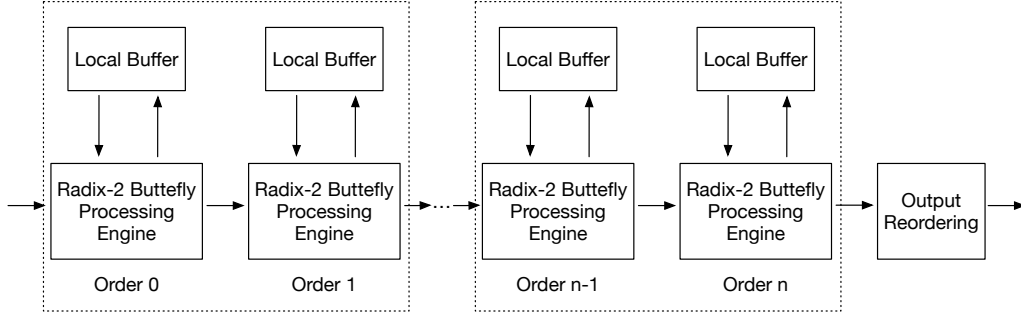 Local Buffer
Local Buffer
Local Buffer
Local Buffer
Radix-2 Buttefly
Processing
Engine
Radix-2 Buttefly
Processing
Engine
...
Radix-2 Buttefly
Processing
Engine
Radix-2 Buttefly
Processing
Engine
Output
Reordering
Order 0
Order 1
Order n-1
Order n